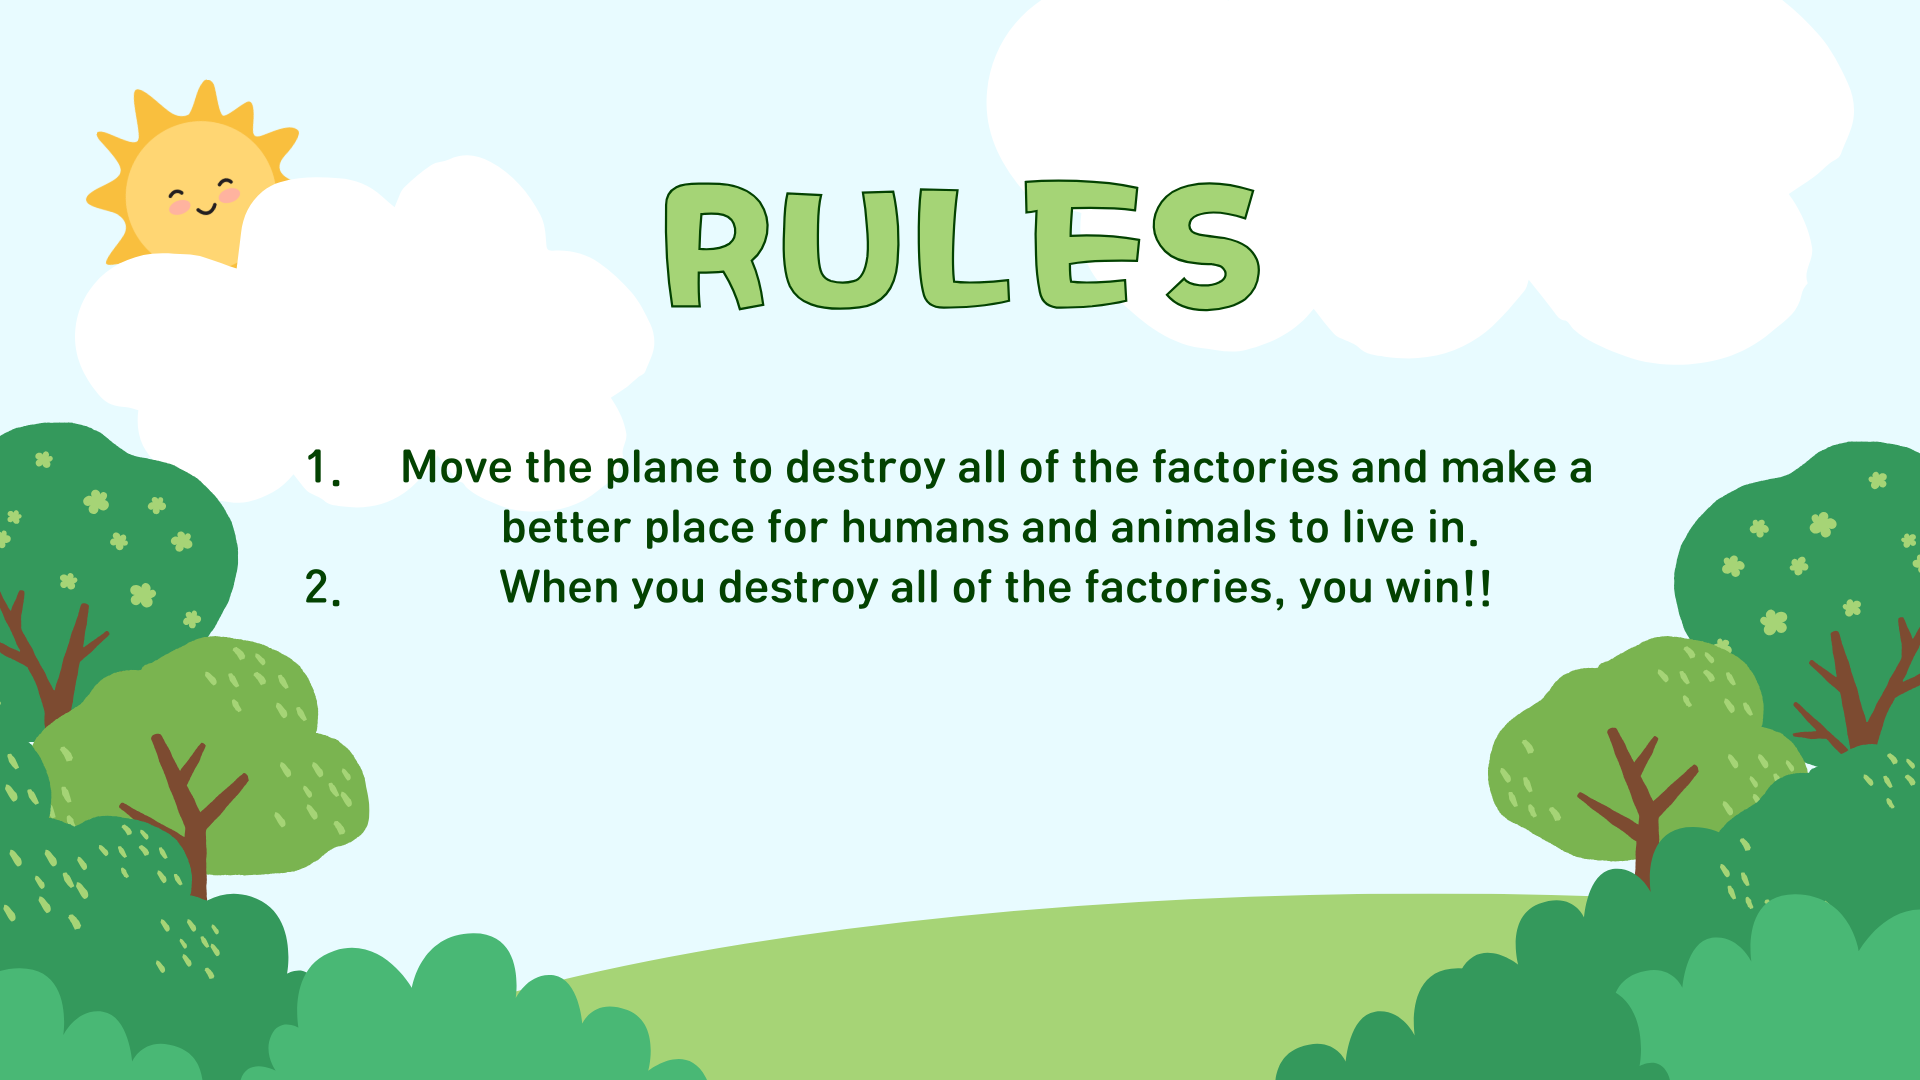 RULES
1. Move the plane to destroy all of the factories and make a
better place for humans and animals to live in.
2. When you destroy all of the factories, you win!!